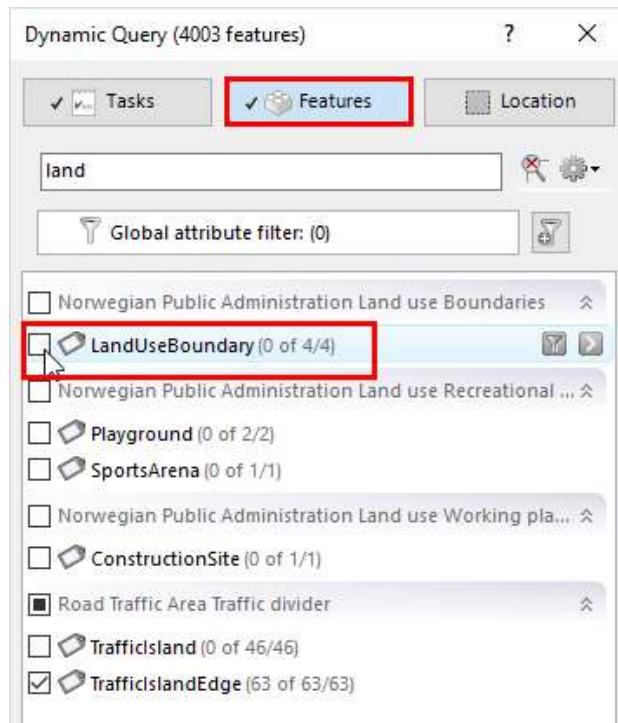 Dynamic Query (4003 features) ?
Tasks Features Location
land
Global attribute filter: (0)
Norwegian Public Administration Land use Boundaries
LandUseBoundary (0 of 4/4)
Norwegian Public Administration Land use Recreational ...
Playground (0 of 2/2)
SportsArena (0 of 1/1)
Norwegian Public Administration Land use Working pla...
ConstructionSite (0 of 1/1)
Road Traffic Area Traffic divider
TrafficIsland (0 of 46/46)
TrafficIslandEdge (63 of 63/63)